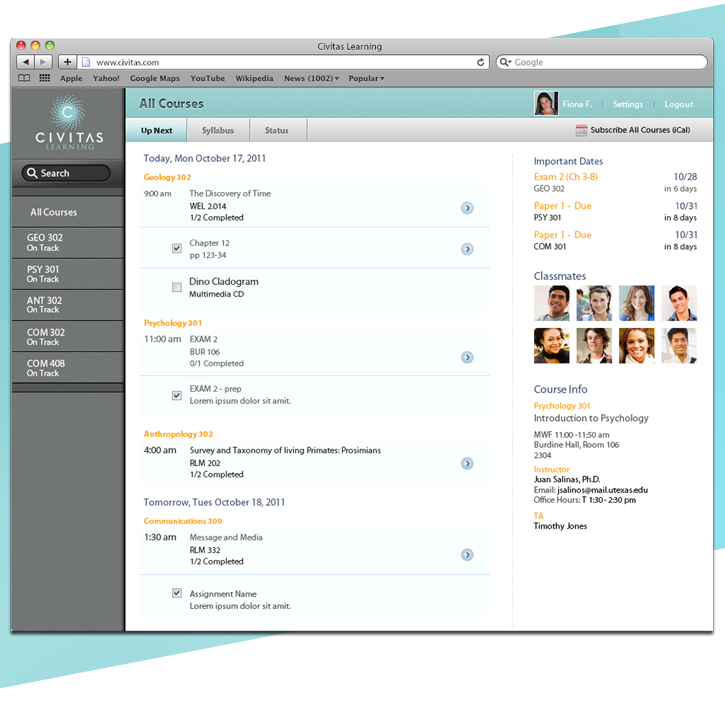 Civitas Learning
www.civitas.com
Google
Apple
Yahoo!
Google Maps
YouTube
Wikipedia
News (1002)
Popular
CIVITAS
LEARNING
Search
All Courses
GEO 302
On Track
PSY 301
On Track
ANT 302
On Track
COM 302
On Track
COM 408
On Track
All Courses
Fiona F.
Settings
Logout
Up Next
Syllabus
Status
Subscribe All Courses (iCal)
Today, Mon October 17, 2011
Geology 302
9:00 am
The Discovery of Time
WEL 2.014
1/2 Completed
Chapter 12
pp 123-34
Dino Cladogram
Multimedia CD
Psychology 301
11:00 am
EXAM 2
BUR 106
0/1 Completed
EXAM 2 - prep
Lorem ipsum dolor sit amit.
Anthropology 302
4:00 am
Survey and Taxonomy of living Primates: Prosimians
RLM 202
1/2 Completed
Tomorrow, Tues October 18, 2011
Communications 309
1:30 am
Message and Media
RLM 332
1/2 Completed
Assignment Name
Lorem ipsum dolor sit amit.
Important Dates
Exam 2 (Ch 3-8) 10/28
GEO 302 in 6 days
Paper 1 - Due 10/31
PSY 301 in 8 days
Paper 1 - Due 10/31
COM 301 in 8 days
Classmates
Course Info
Psychology 301
Introduction to Psychology
MWF 11:00 -11:50 am
Burdine Hall, Room 106
2304
Instructor
Juan Salinas, Ph.D.
Email: jsalinos@mail.utexas.edu
Office Hours: T 1:30 - 2:30 pm
TA
Timothy Jones